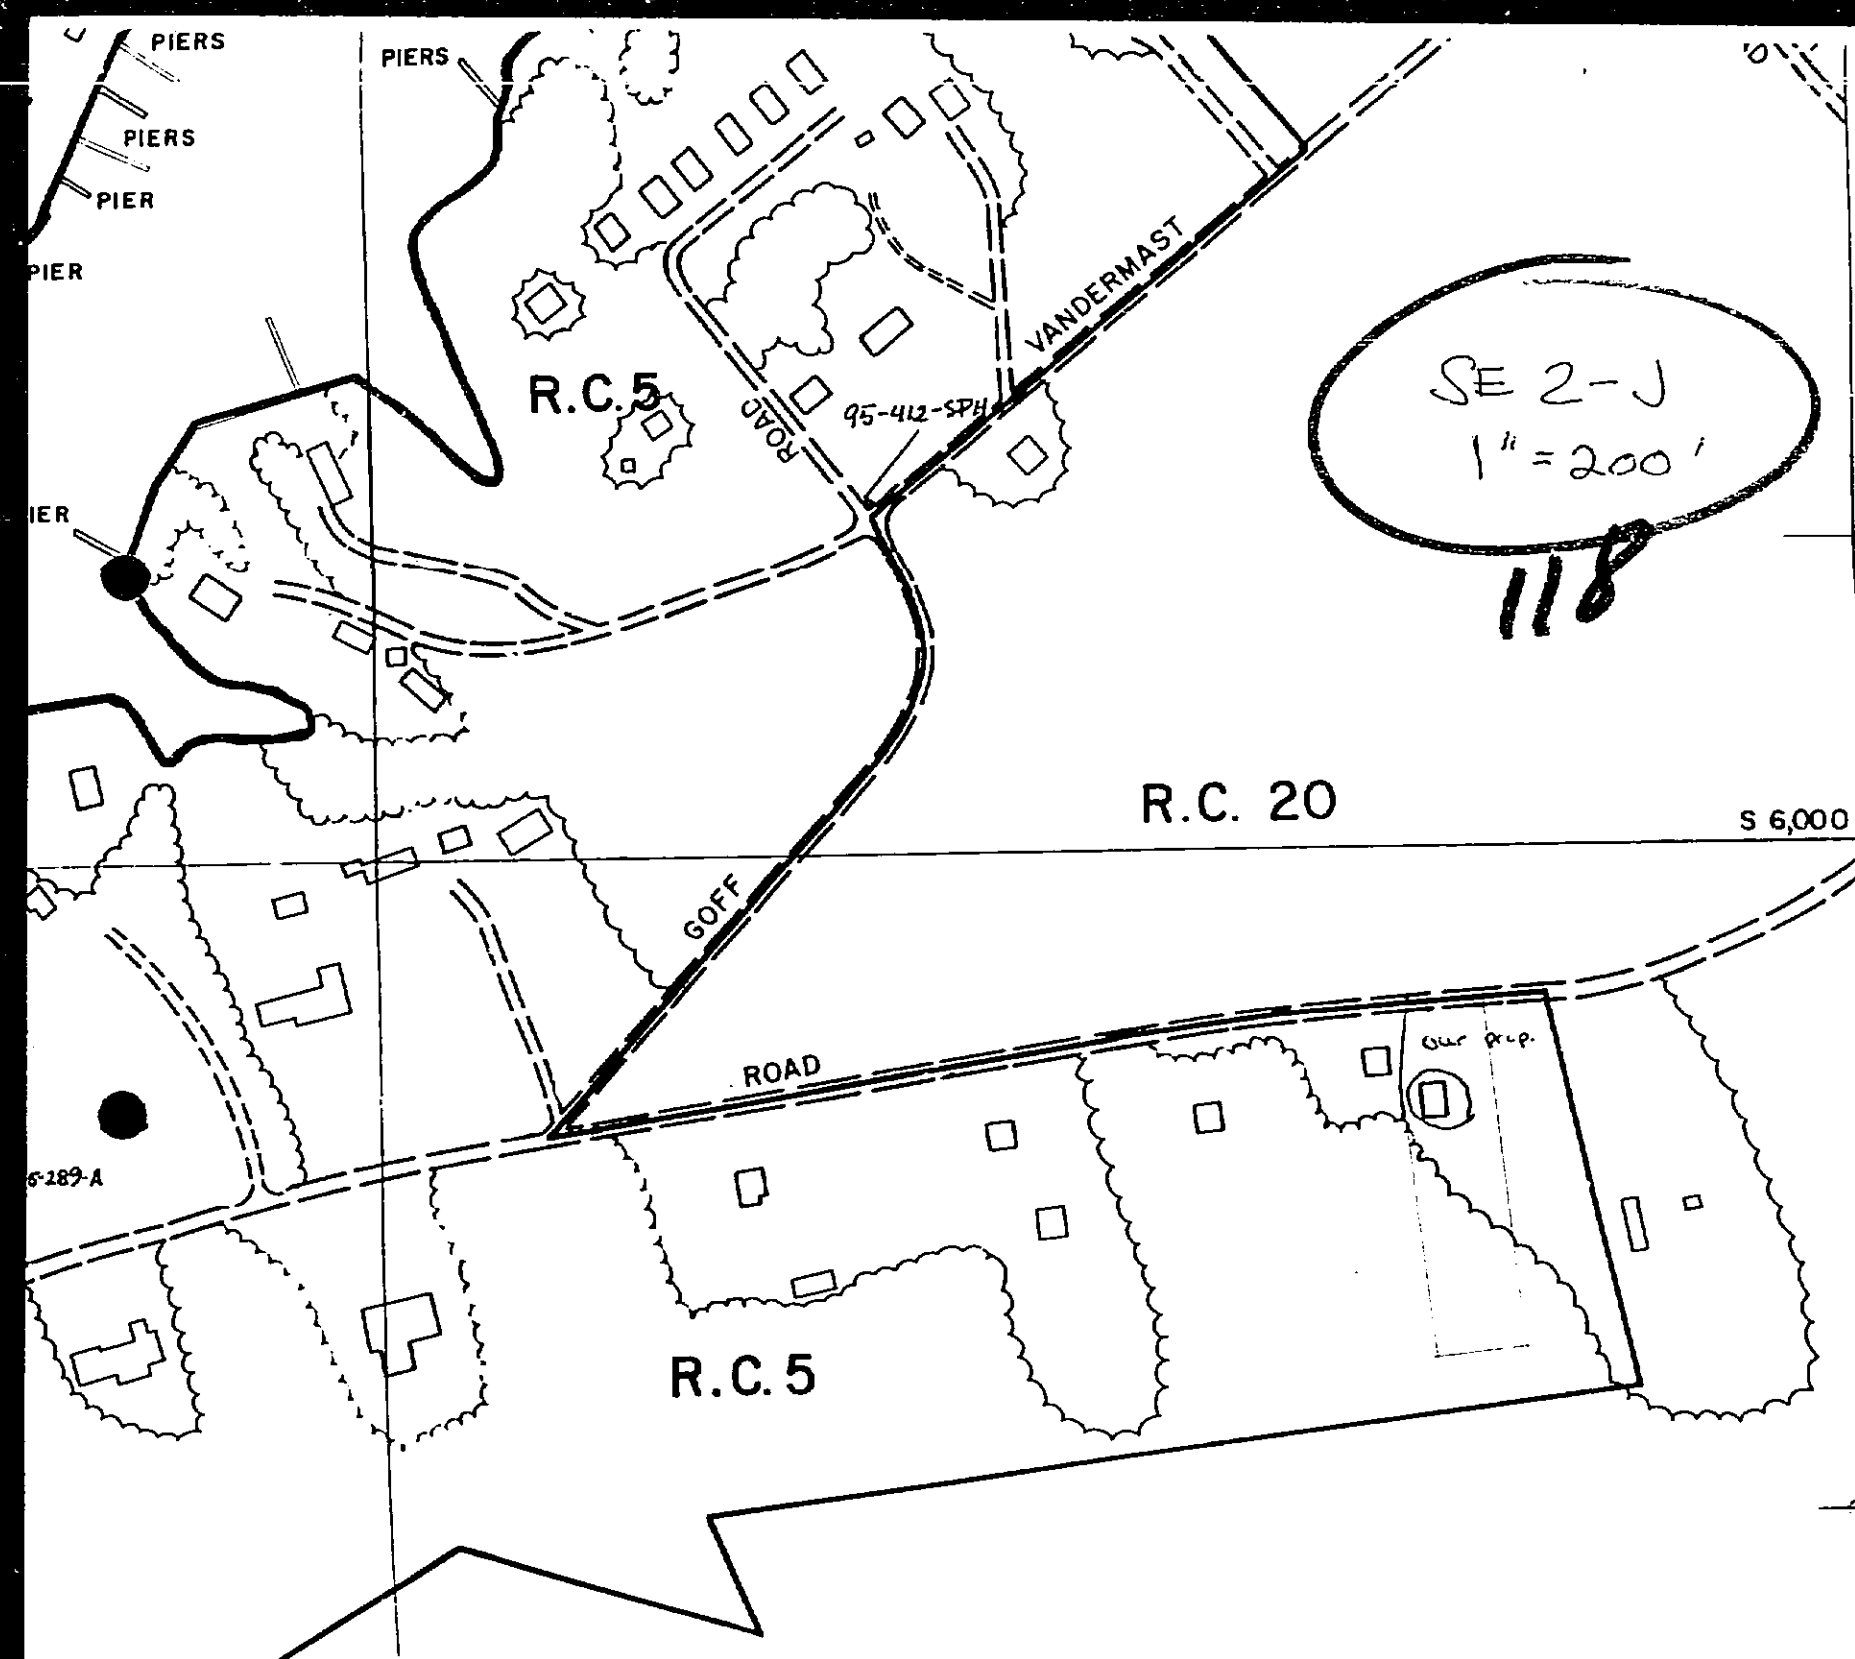 PIERS
PIERS
PIERS
PIER
PIER
VANDERMAST
R.C.5
ROAD
95-412-SPH
SE 2-J
1" = 200'
118
IER
R.C. 20
S 6,000
GOFF
ROAD
our prop.
6-289-A
R.C. 5